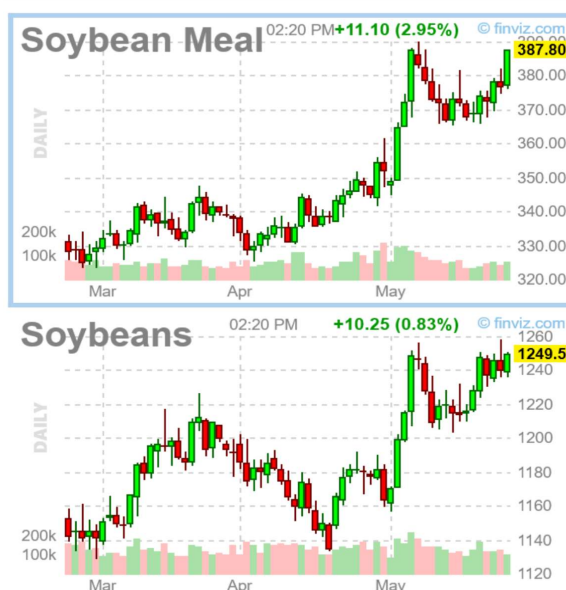 Soybean Meal 02:20 PM +11.10 (2.95%) © finviz.com
390.00
387.80
380.00
370.00
360.00
350.00
340.00
330.00
320.00
DAILY
200k
100k
Mar Apr May
Soybeans 02:20 PM +10.25 (0.83%) © finviz.com
1260
1249.5
1240
1220
1200
1180
1160
1140
1120
DAILY
200k
100k
Mar Apr May